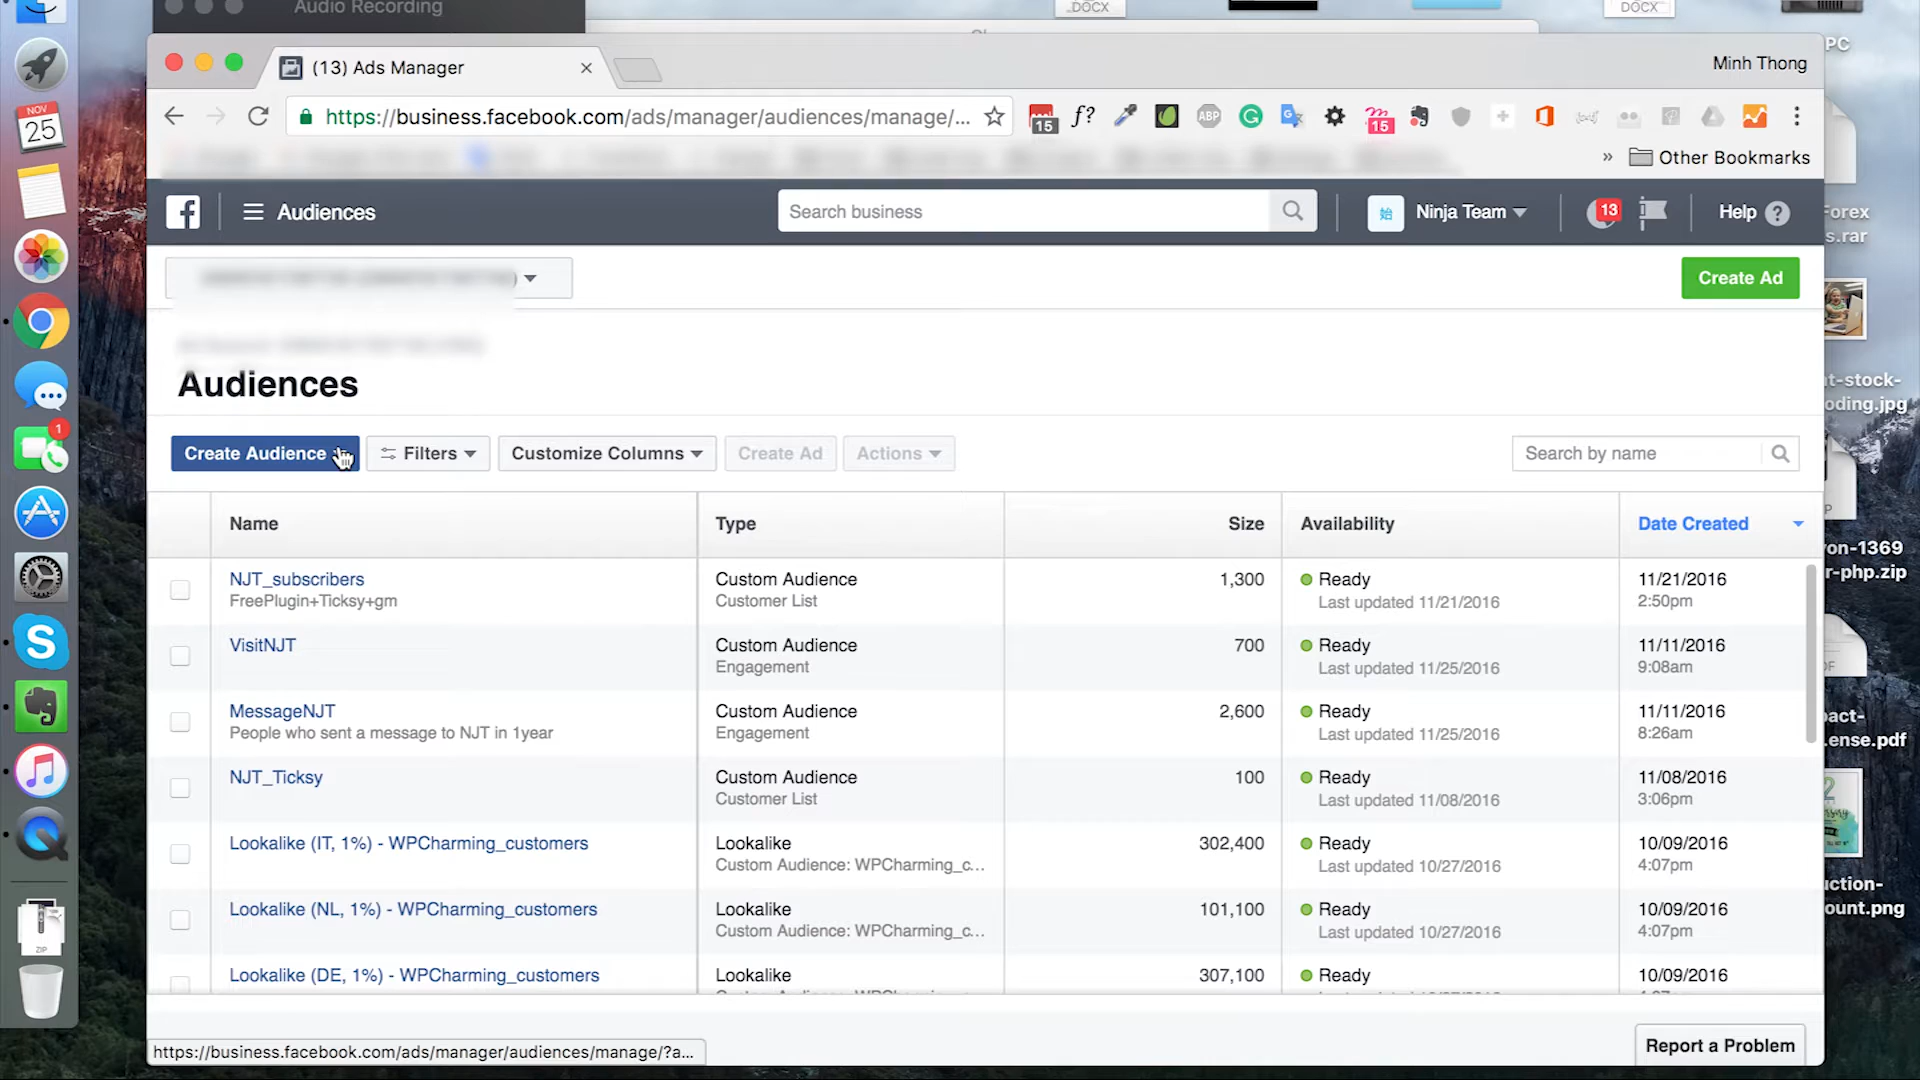 Audio Recording
DOCX
DOCX
PC
(13) Ads Manager
Minh Thong
https://business.facebook.com/ads/manager/audiences/manage/...
15
f?
ABP
15
» Other Bookmarks
NOV
25
Audiences
Search business
始
Ninja Team
13
Help ?
Forex
s.rar
Create Ad
Audiences
t-stock-
oding.jpg
1
Create Audience
Filters
Customize Columns
Create Ad
Actions
Search by name
Name
Type
Size
Availability
Date Created
on-1369
r-php.zip
NJT_subscribers
FreePlugin+Ticksy+gm
Custom Audience
Customer List
1,300
Ready
Last updated 11/21/2016
11/21/2016
2:50pm
VisitNJT
Custom Audience
Engagement
700
Ready
Last updated 11/25/2016
11/11/2016
9:08am
MessageNJT
People who sent a message to NJT in 1year
Custom Audience
Engagement
2,600
Ready
Last updated 11/25/2016
11/11/2016
8:26am
pact-
ense.pdf
NJT_Ticksy
Custom Audience
Customer List
100
Ready
Last updated 11/08/2016
11/08/2016
3:06pm
Lookalike (IT, 1%) - WPCharming_customers
Lookalike
Custom Audience: WPCharming_c...
302,400
Ready
Last updated 10/27/2016
10/09/2016
4:07pm
uction-
ount.png
Lookalike (NL, 1%) - WPCharming_customers
Lookalike
Custom Audience: WPCharming_c...
101,100
Ready
Last updated 10/27/2016
10/09/2016
4:07pm
ZIP
Lookalike (DE, 1%) - WPCharming_customers
Lookalike
307,100
Ready
10/09/2016
https://business.facebook.com/ads/manager/audiences/manage/?a...
Report a Problem